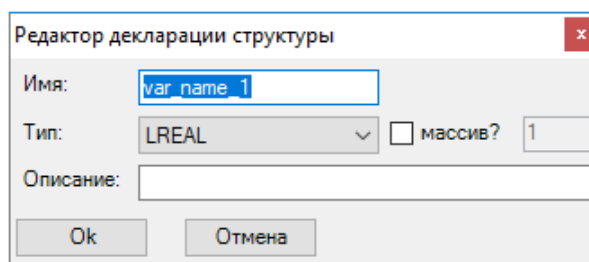 Редактор декларации структуры x
Имя: var_name_1
Тип: LREAL массив? 1
Описание:
Ok Отмена